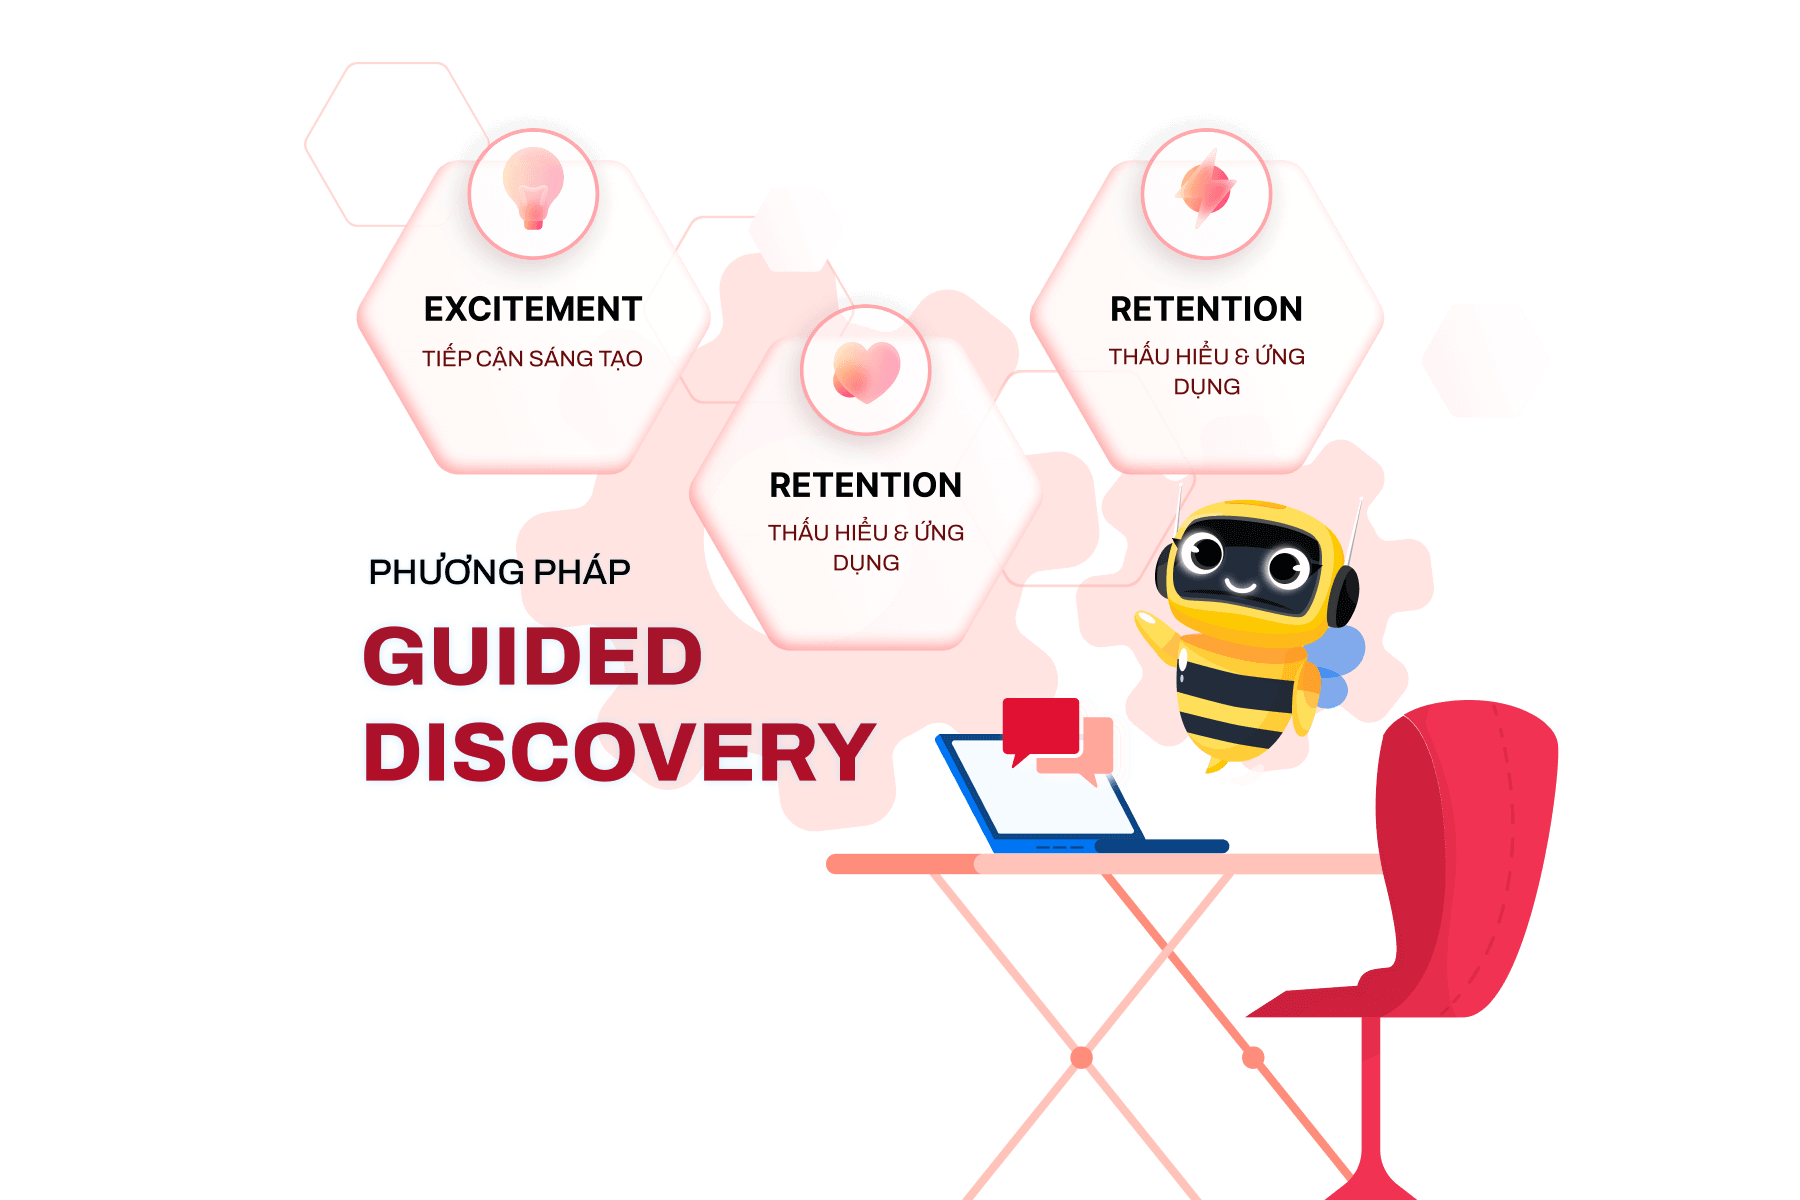 EXCITEMENT
TIẾP CẬN SÁNG TẠO
RETENTION
THẤU HIỂU & ỨNG
DỤNG
RETENTION
THẤU HIỂU & ỨNG
DỤNG
PHƯƠNG PHÁP
GUIDED
DISCOVERY